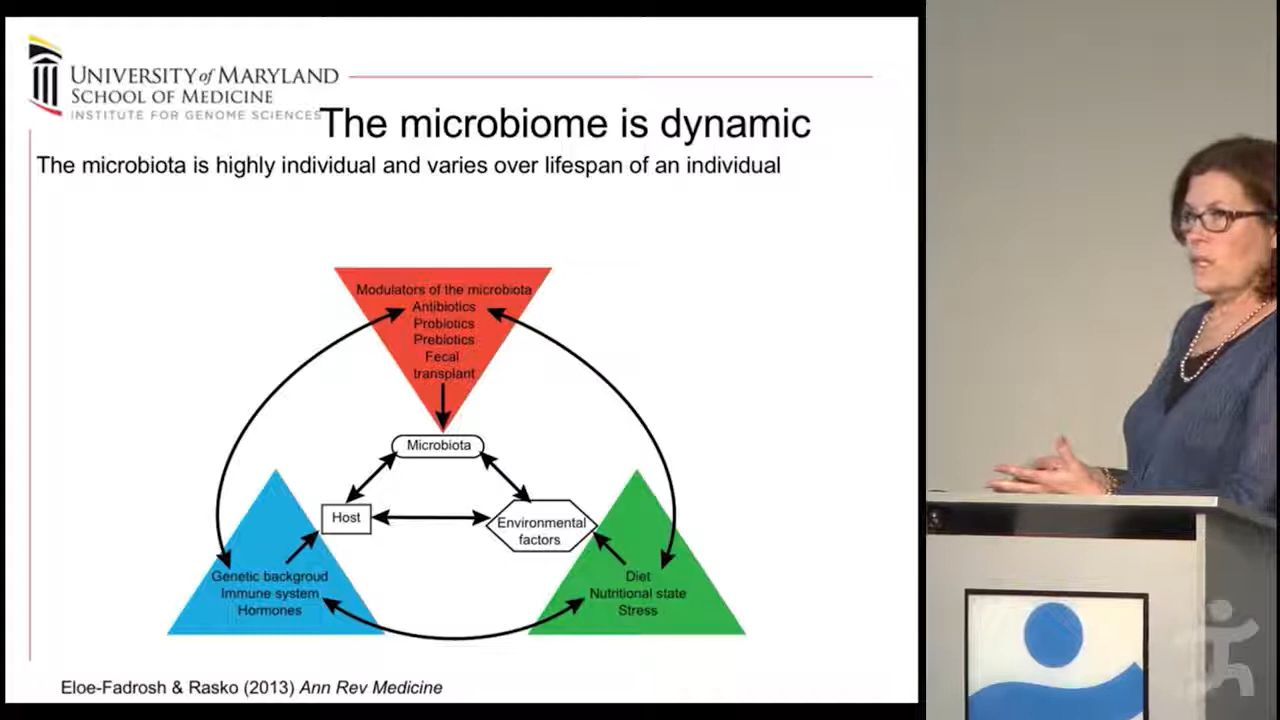 UNIVERSITY of MARYLAND
SCHOOL OF MEDICINE
INSTITUTE FOR GENOME SCIENCES
The microbiome is dynamic
The microbiota is highly individual and varies over lifespan of an individual
Modulators of the microbiota
Antibiotics
Probiotics
Prebiotics
Fecal
transplant
Microbiota
Host
Environmental
factors
Genetic backgroud
Immune system
Hormones
Diet
Nutritional state
Stress
Eloe-Fadrosh & Rasko (2013) Ann Rev Medicine